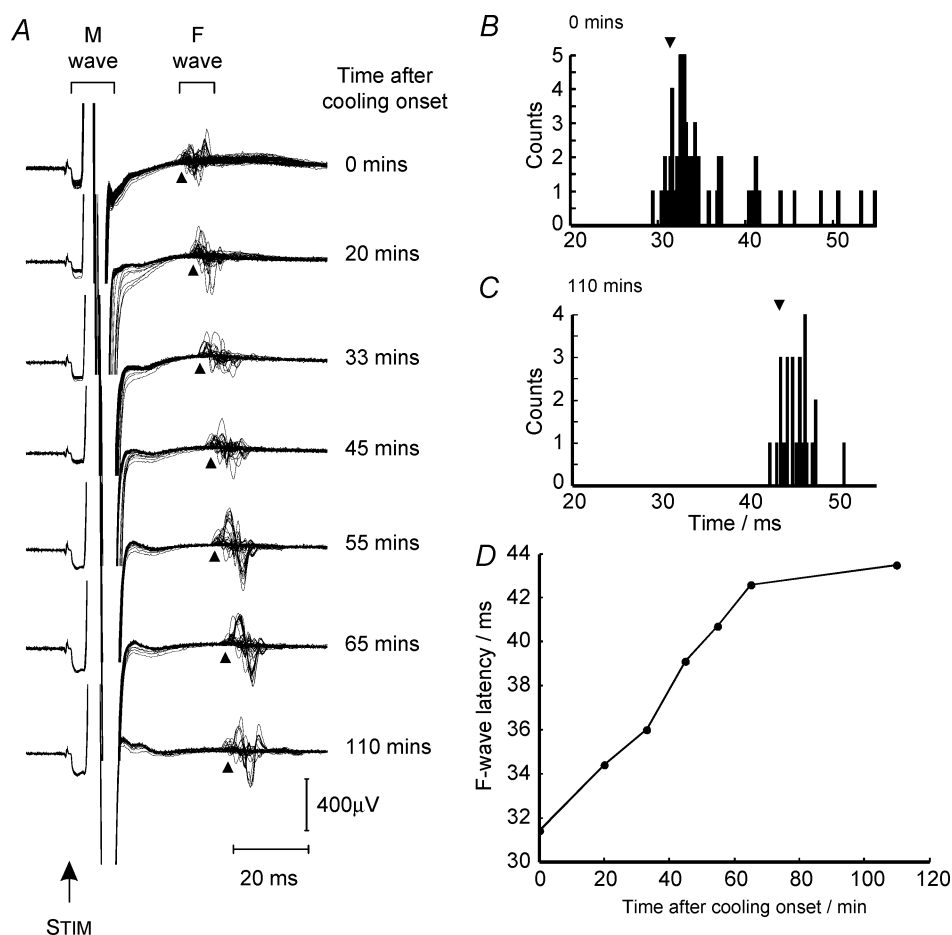 A
M
wave
F
wave
Time after
cooling onset
0 mins
20 mins
33 mins
45 mins
55 mins
65 mins
110 mins
400µV
20 ms
STIM
B
0 mins
Counts
5
4
3
2
1
0
20
30
40
50
C
110 mins
Counts
4
3
2
1
0
20
30
40
50
Time / ms
D
F-wave latency / ms
44
42
40
38
36
34
32
30
0
20
40
60
80
100
120
Time after cooling onset / min